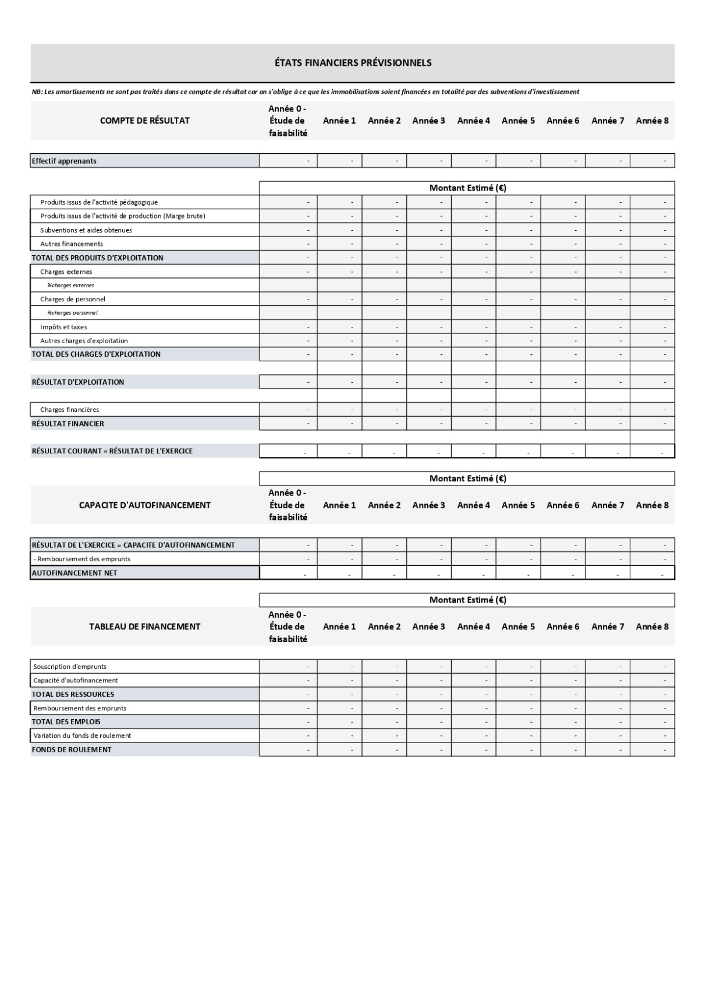 ÉTATS FINANCIERS PRÉVISIONNELS
NB: Les amortissements ne sont pas traités dans ce compte de résultat car on s'oblige à ce que les immobilisations soient financées en totalité par des subventions d'investissement
COMPTE DE RÉSULTAT Année 0 - Étude de faisabilité Année 1 Année 2 Année 3 Année 4 Année 5 Année 6 Année 7 Année 8
Effectif apprenants - - - - - - - - -
Montant Estimé (€)
Produits issus de l'activité pédagogique - - - - - - - - -
Produits issus de l'activité de production (Marge brute) - - - - - - - - -
Subventions et aides obtenues - - - - - - - - -
Autres financements - - - - - - - - -
TOTAL DES PRODUITS D'EXPLOITATION - - - - - - - - -
Charges externes - - - - - - - - -
%charges externes
Charges de personnel - - - - - - - - -
%charges personnel
Impôts et taxes - - - - - - - - -
Autres charges d'exploitation - - - - - - - - -
TOTAL DES CHARGES D'EXPLOITATION - - - - - - - - -
RÉSULTAT D'EXPLOITATION - - - - - - - - -
Charges financières - - - - - - - - -
RÉSULTAT FINANCIER - - - - - - - - -
RÉSULTAT COURANT = RÉSULTAT DE L'EXERCICE - - - - - - - - -
Montant Estimé (€)
CAPACITE D'AUTOFINANCEMENT Année 0 - Étude de faisabilité Année 1 Année 2 Année 3 Année 4 Année 5 Année 6 Année 7 Année 8
RÉSULTAT DE L'EXERCICE = CAPACITE D'AUTOFINANCEMENT - - - - - - - - -
- Remboursement des emprunts - - - - - - - - -
AUTOFINANCEMENT NET - - - - - - - - -
Montant Estimé (€)
TABLEAU DE FINANCEMENT Année 0 - Étude de faisabilité Année 1 Année 2 Année 3 Année 4 Année 5 Année 6 Année 7 Année 8
Souscription d'emprunts - - - - - - - - -
Capacité d'autofinancement - - - - - - - - -
TOTAL DES RESSOURCES - - - - - - - - -
Remboursement des emprunts - - - - - - - - -
TOTAL DES EMPLOIS - - - - - - - - -
Variation du fonds de roulement - - - - - - - - -
FONDS DE ROULEMENT - - - - - - - - -